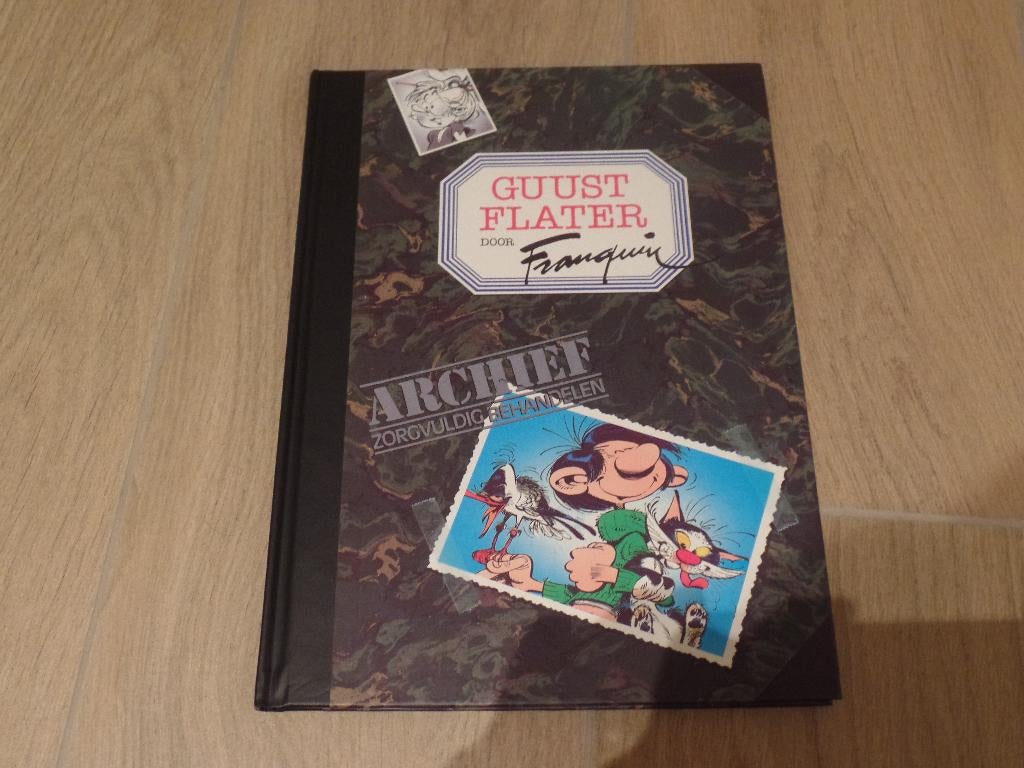 GUUST
FLATER
DOOR Franquin
ARCHIEF
ZORGVULDIG BEHANDELEN